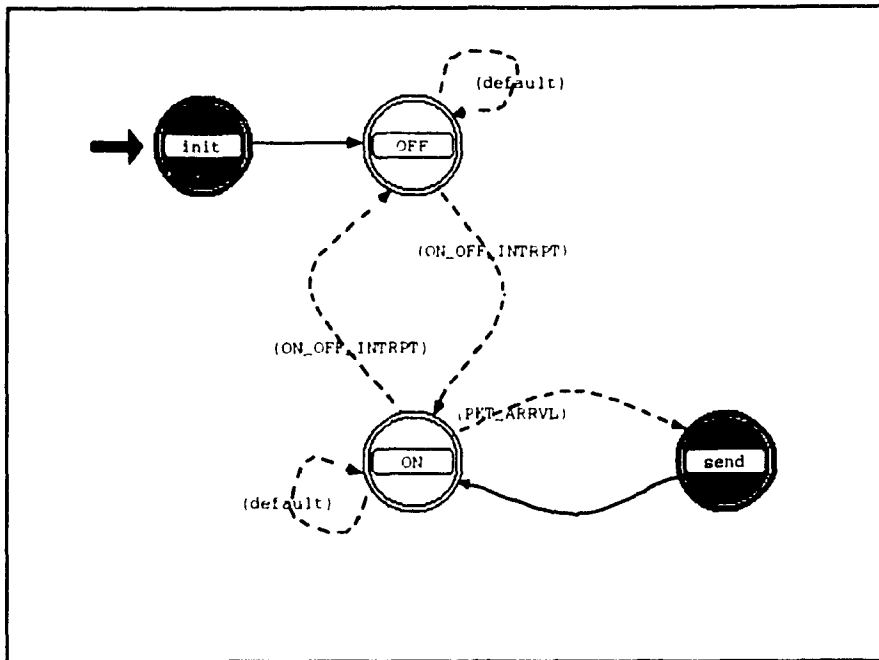 (default)
init
OFF
(ON_OFF_INTRPT)
(ON_OFF_INTRPT)
(PKT_ARRVL)
ON
send
(default)